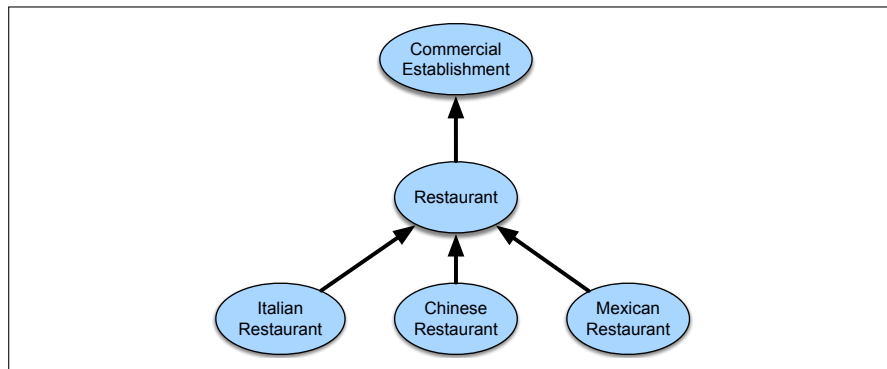 Commercial
Establishment
Restaurant
Italian
Restaurant
Chinese
Restaurant
Mexican
Restaurant